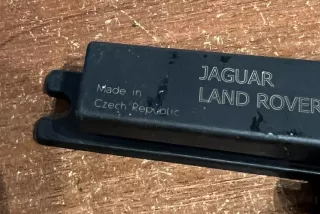 JAGUAR
LAND ROVER
Made in
Czech Republic